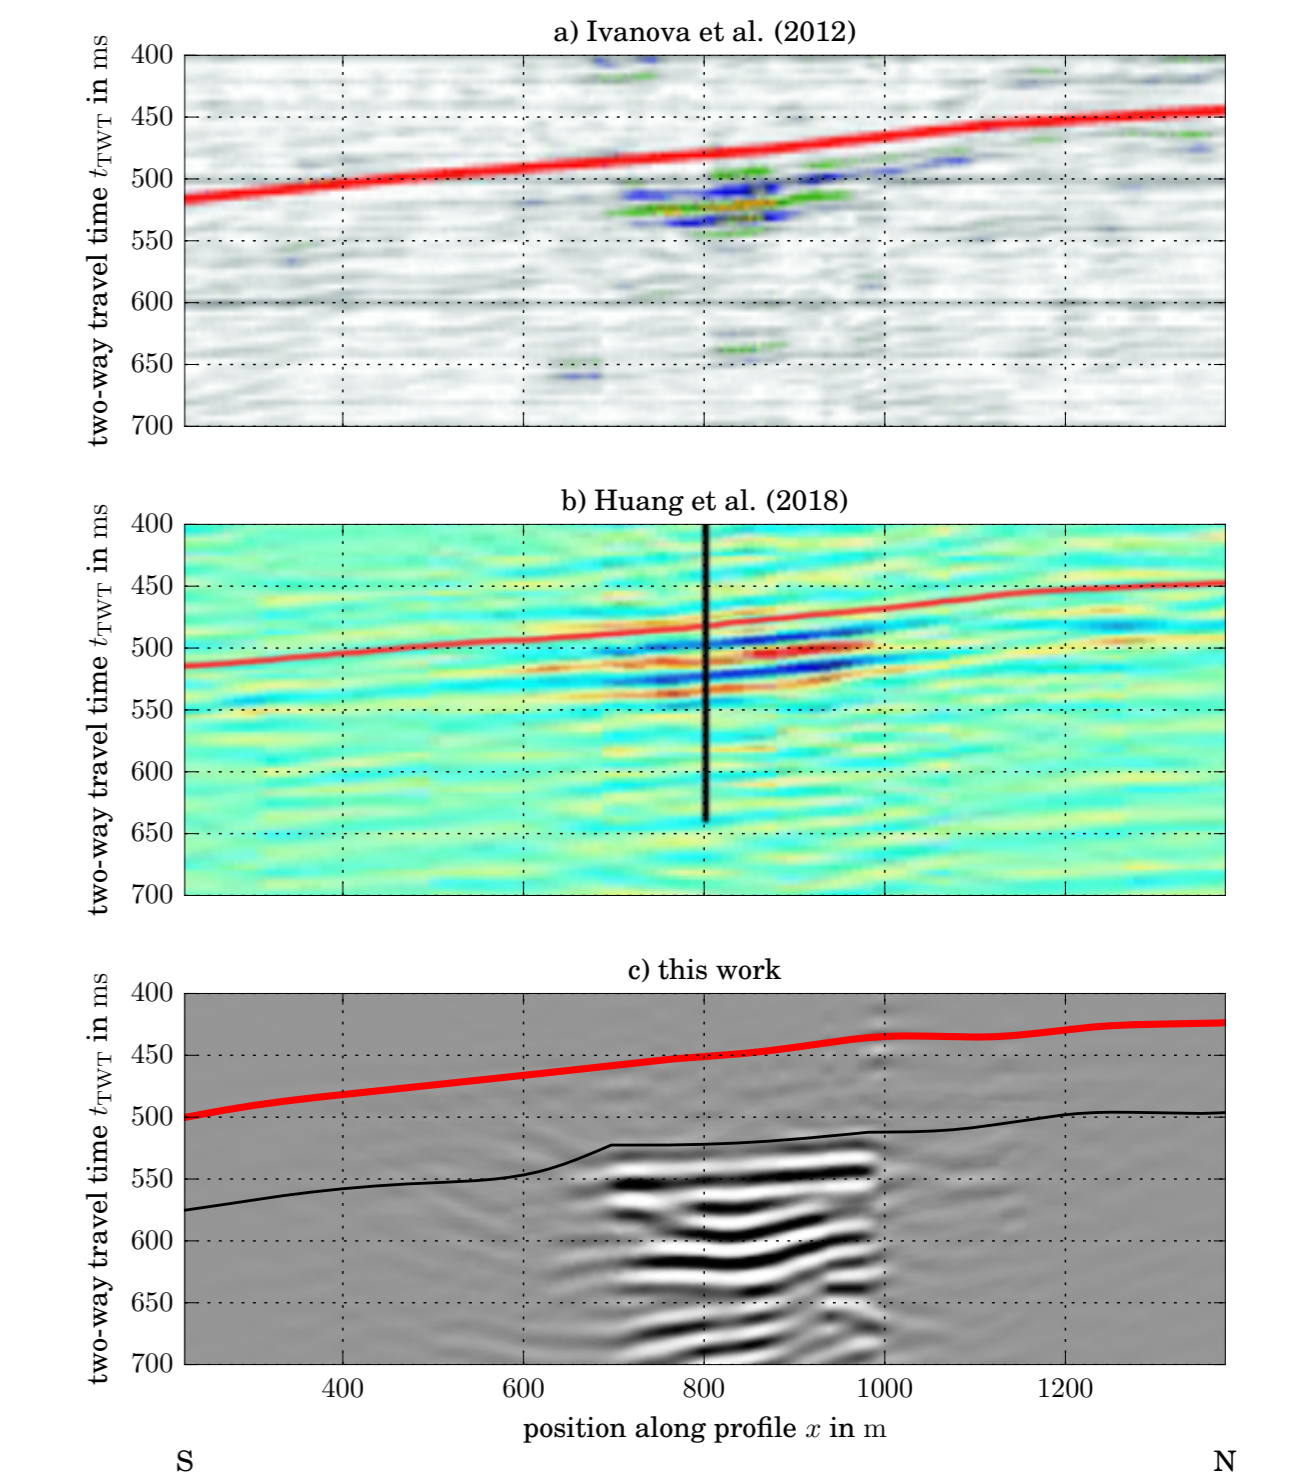 a) Ivanova et al. (2012)
two-way travel time t_TWT in ms
400
450
500
550
600
650
700
b) Huang et al. (2018)
two-way travel time t_TWT in ms
400
450
500
550
600
650
700
c) this work
two-way travel time t_TWT in ms
400
450
500
550
600
650
700
400 600 800 1000 1200
position along profile x in m
S N